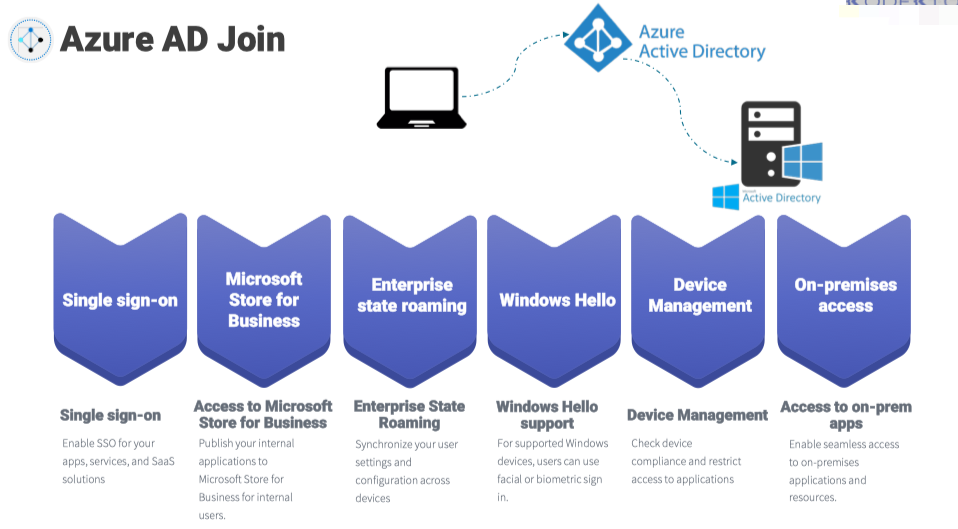 Azure AD Join
Azure
Active Directory
Active Directory
Single sign-on
Microsoft
Store for
Business
Enterprise
state roaming
Windows Hello
Device
Management
On-premises
access
Single sign-on
Enable SSO for your
apps, services, and SaaS
solutions
Access to Microsoft
Store for Business
Publish your internal
applications to
Microsoft Store for
Business for internal
users.
Enterprise State
Roaming
Synchronize your user
settings and
configuration across
devices
Windows Hello
support
For supported Windows
devices, users can use
facial or biometric sign
in.
Device Management
Check device
compliance and restrict
access to applications
Access to on-prem
apps
Enable seamless access
to on-premises
applications and
resources.